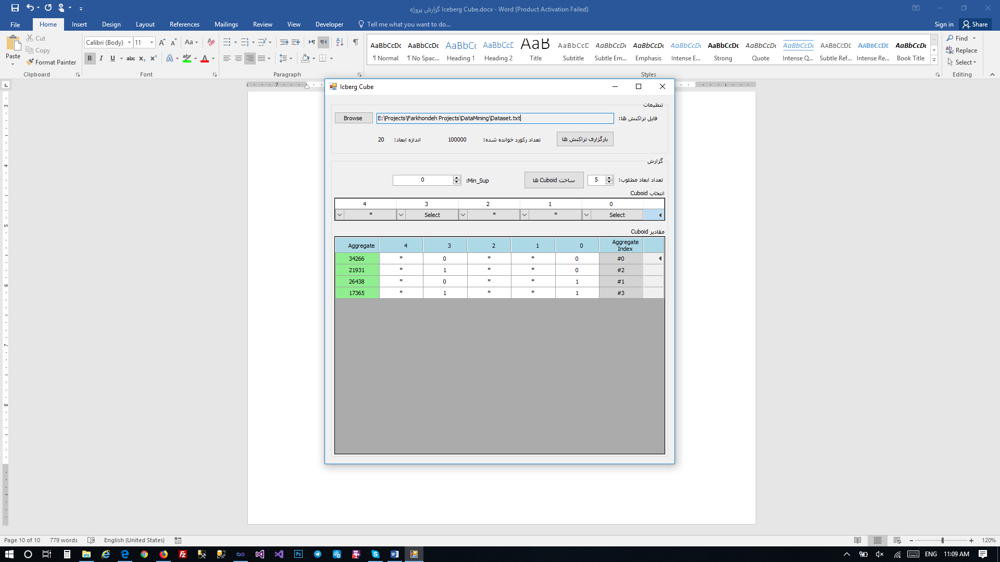 گزارش پروژه Iceberg Cube.docx - Word (Product Activation Failed)
File Home Insert Design Layout References Mailings Review View Developer Tell me what you want to do... Sign in Share
Paste
Cut
Copy
Format Painter
Clipboard
Calibri (Body) 11
Font
Paragraph
AaBbCcDc AaBbCcDc AaBbCc AaBbCcC AaB AaBbCcD AaBbCcDc AaBbCcDc AaBbCcDc AaBbCcDc AaBbCcDc AaBbCcDc AaBbCcDc AaBbCcDc AaBbCcDc
¶ Normal ¶ No Spac... Heading 1 Heading 2 Title Subtitle Subtle Em... Emphasis Intense E... Strong Quote Intense Q... Subtle Ref... Intense Re... Book Title
Styles
Find
Replace
Select
Editing
Icberg Cube
تنظیمات
فایل تراکنش ها:
E:\Projects\Farkhondeh Projects\DataMining\Dataset.txt
Browse
بارگزاری تراکنش ها
تعداد رکورد خوانده شده: 100000
اندازه ابعاد: 20
گزارش
تعداد ابعاد مطلوب: 5
ساخت Cuboid ها
Min_Sup: 0
انتخاب Cuboid
4 3 2 1 0
* Select * * Select
مقادیر Cuboid
Aggregate 4 3 2 1 0 Aggregate Index
34266 * 0 * * 0 #0
21931 * 1 * * 0 #2
26438 * 0 * * 1 #1
17365 * 1 * * 1 #3
Page 10 of 10 779 words English (United States) 120%
ENG 11:09 AM